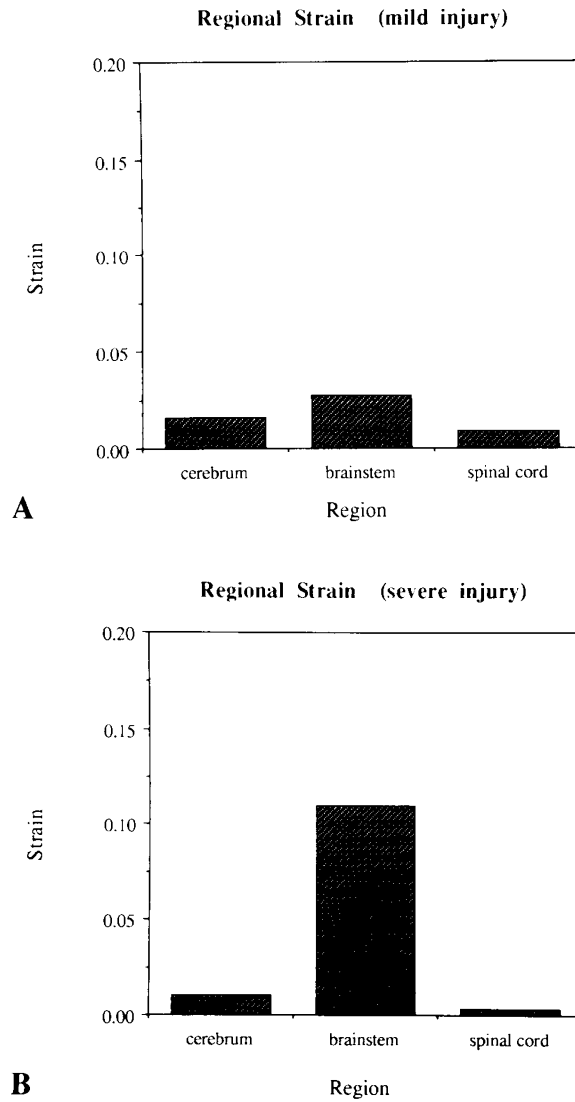 Regional Strain (mild injury)
0.20
0.15
0.10
0.05
0.00
Strain
cerebrum brainstem spinal cord
Region
A
Regional Strain (severe injury)
0.20
0.15
0.10
0.05
0.00
Strain
cerebrum brainstem spinal cord
Region
B